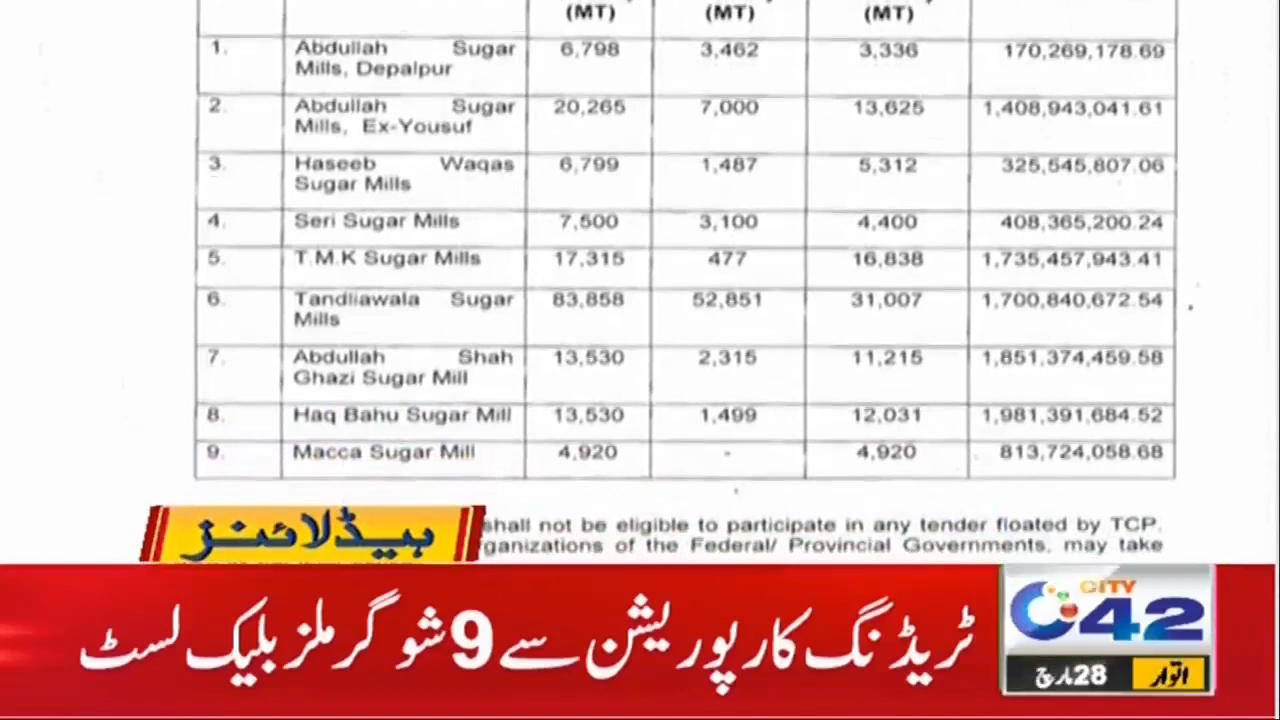 (MT) (MT) (MT)
1. Abdullah Sugar 6,798 3,462 3,336 170,269,178.69
Mills, Depalpur
2. Abdullah Sugar 20,265 7,000 13,625 1,408,943,041.61
Mills, Ex-Yousuf
3. Haseeb Waqas 6,799 1,487 5,312 325,545,807.06
Sugar Mills
4. Seri Sugar Mills 7,500 3,100 4,400 408,365,200.24
5. T.M.K Sugar Mills 17,315 477 16,838 1,735,457,943.41
6. Tandliawala Sugar 83,858 52,851 31,007 1,700,840,672.54
Mills
7. Abdullah Shah 13,530 2,315 11,215 1,851,374,459.58
Ghazi Sugar Mill
8. Haq Bahu Sugar Mill 13,530 1,499 12,031 1,981,391,684.52
9. Macca Sugar Mill 4,920 - 4,920 813,724,058.68
shall not be eligible to participate in any tender floated by TCP.
ganizations of the Federal/ Provincial Governments, may take
ہیڈلائنز
ٹریڈنگ کارپوریشن سے 9 شوگر ملز بلیک لسٹ
CITY
42
اتوار 28 مارچ